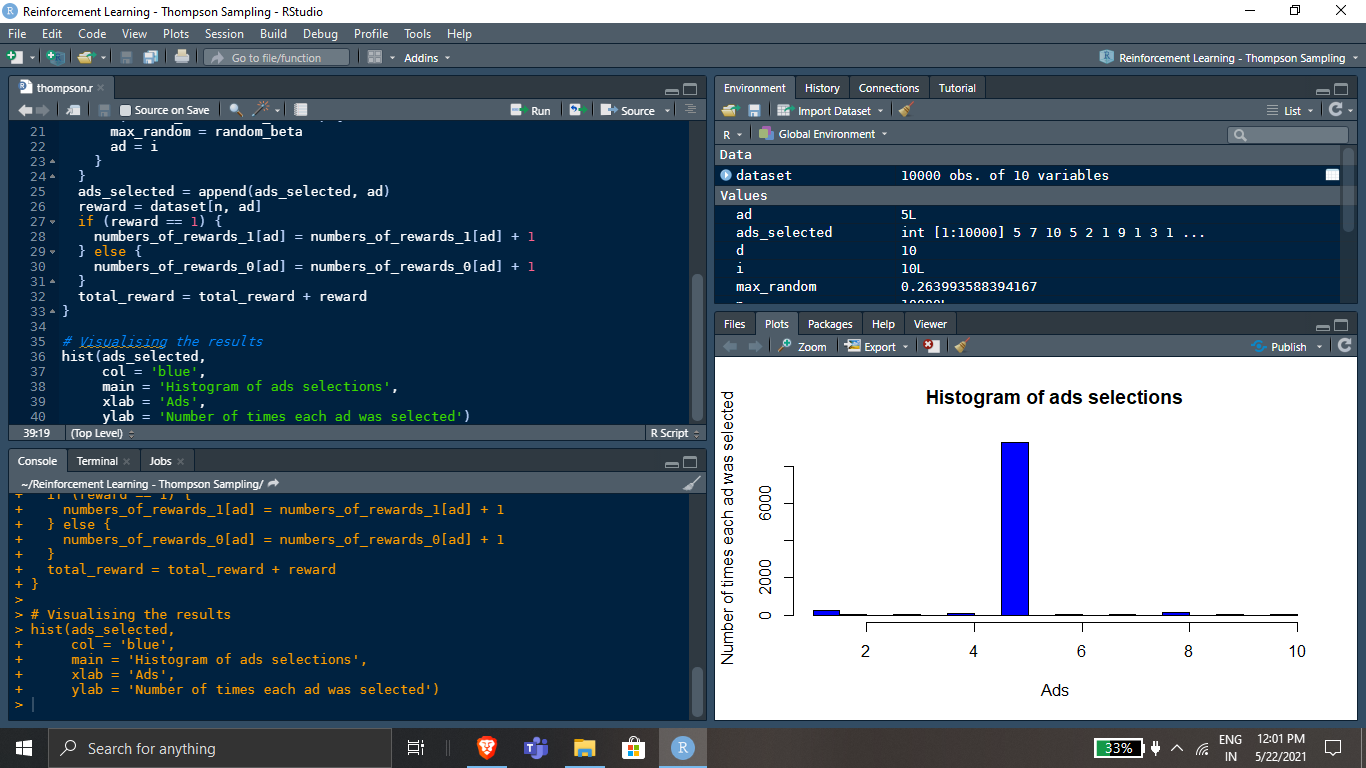 Reinforcement Learning - Thompson Sampling - RStudio
File Edit Code View Plots Session Build Debug Profile Tools Help
Go to file/function Addins Reinforcement Learning - Thompson Sampling
thompson.r
Source on Save Run Source
21 max_random = random_beta
22 ad = i
23 }
24 }
25 ads_selected = append(ads_selected, ad)
26 reward = dataset[n, ad]
27 if (reward == 1) {
28 numbers_of_rewards_1[ad] = numbers_of_rewards_1[ad] + 1
29 } else {
30 numbers_of_rewards_0[ad] = numbers_of_rewards_0[ad] + 1
31 }
32 total_reward = total_reward + reward
33 }
34
35 # Visualising the results
36 hist(ads_selected,
37 col = 'blue',
38 main = 'Histogram of ads selections',
39 xlab = 'Ads',
40 ylab = 'Number of times each ad was selected')
39:19 (Top Level) R Script
Console Terminal Jobs
~/Reinforcement Learning - Thompson Sampling/
+ if (reward == 1) {
+ numbers_of_rewards_1[ad] = numbers_of_rewards_1[ad] + 1
+ } else {
+ numbers_of_rewards_0[ad] = numbers_of_rewards_0[ad] + 1
+ }
+ total_reward = total_reward + reward
+ }
>
> # Visualising the results
> hist(ads_selected,
+ col = 'blue',
+ main = 'Histogram of ads selections',
+ xlab = 'Ads',
+ ylab = 'Number of times each ad was selected')
>
Environment History Connections Tutorial
Import Dataset List
R Global Environment
Data
dataset 10000 obs. of 10 variables
Values
ad 5L
ads_selected int [1:10000] 5 7 10 5 2 1 9 1 3 1 ...
d 10
i 10L
max_random 0.263993588394167
Files Plots Packages Help Viewer
Zoom Export Publish
Histogram of ads selections
Number of times each ad was selected
6000
2000
0
2 4 6 8 10
Ads
Search for anything
33%
ENG
IN
12:01 PM
5/22/2021